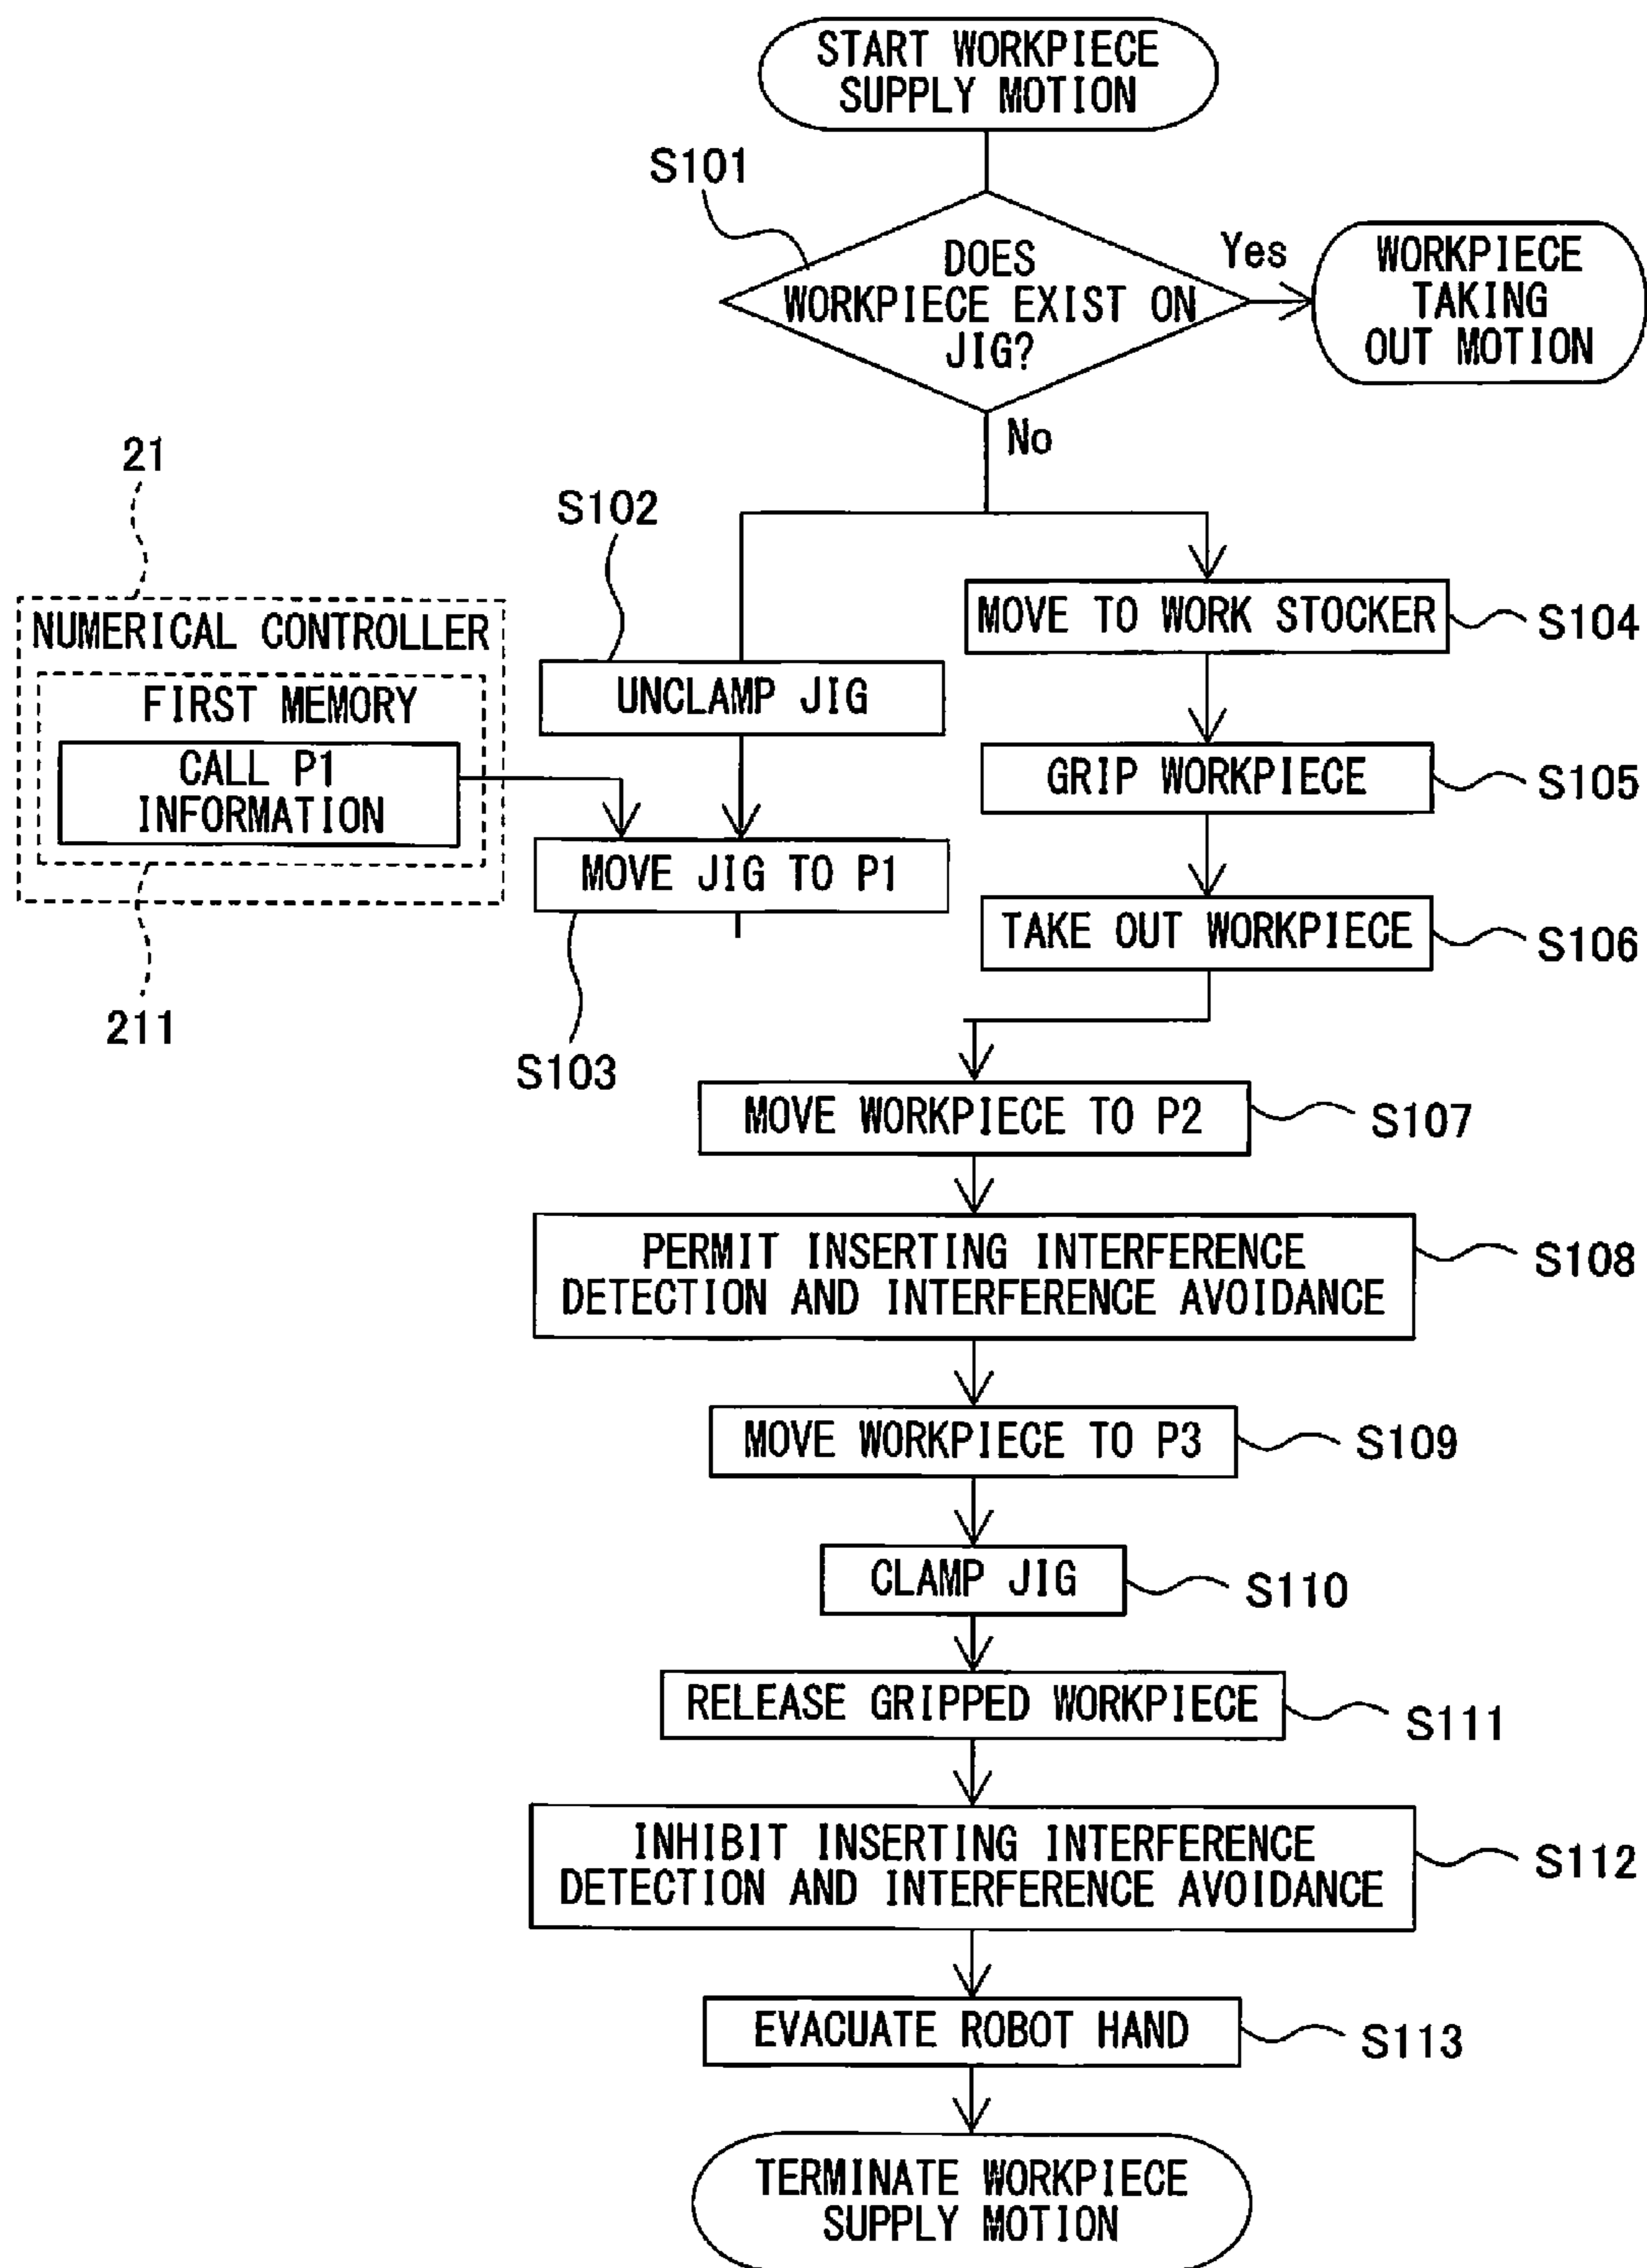 START WORKPIECE
SUPPLY MOTION
S101
DOES
WORKPIECE EXIST ON
JIG?
Yes
WORKPIECE
TAKING
OUT MOTION
No
21
S102
NUMERICAL CONTROLLER
FIRST MEMORY
CALL P1
INFORMATION
211
UNCLAMP JIG
MOVE JIG TO P1
S103
MOVE TO WORK STOCKER
S104
GRIP WORKPIECE
S105
TAKE OUT WORKPIECE
S106
MOVE WORKPIECE TO P2
S107
PERMIT INSERTING INTERFERENCE
DETECTION AND INTERFERENCE AVOIDANCE
S108
MOVE WORKPIECE TO P3
S109
CLAMP JIG
S110
RELEASE GRIPPED WORKPIECE
S111
INHIBIT INSERTING INTERFERENCE
DETECTION AND INTERFERENCE AVOIDANCE
S112
EVACUATE ROBOT HAND
S113
TERMINATE WORKPIECE
SUPPLY MOTION